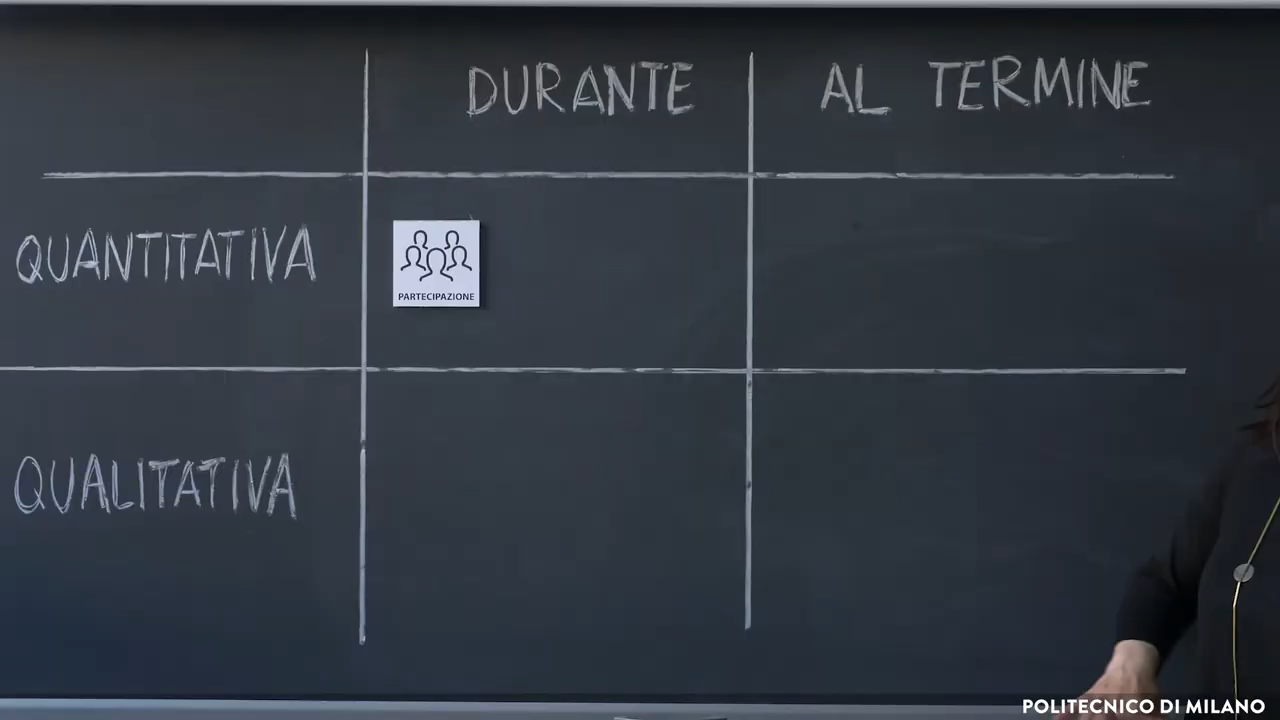 DURANTE
AL TERMINE
QUANTITATIVA
PARTECIPAZIONE
QUALITATIVA
POLITECNICO DI MILANO